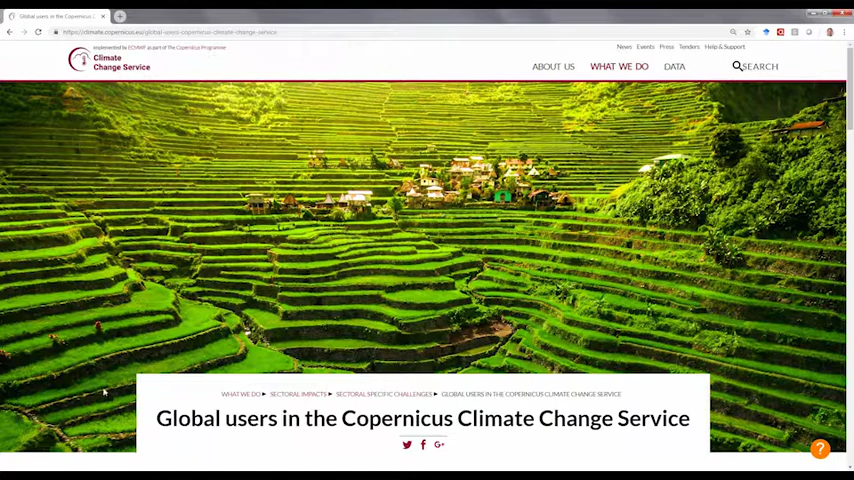 Global users in the Copernicus C
https://climate.copernicus.eu/global-users-copernicus-climate-change-service
Implemented by ECMWF as part of The Copernicus Programme
News Events Press Tenders Help & Support
Climate
Change Service
ABOUT US WHAT WE DO DATA SEARCH
WHAT WE DO ▶ SECTORAL IMPACTS ▶ SECTORAL SPECIFIC CHALLENGES ▶ GLOBAL USERS IN THE COPERNICUS CLIMATE CHANGE SERVICE
Global users in the Copernicus Climate Change Service
G+
?